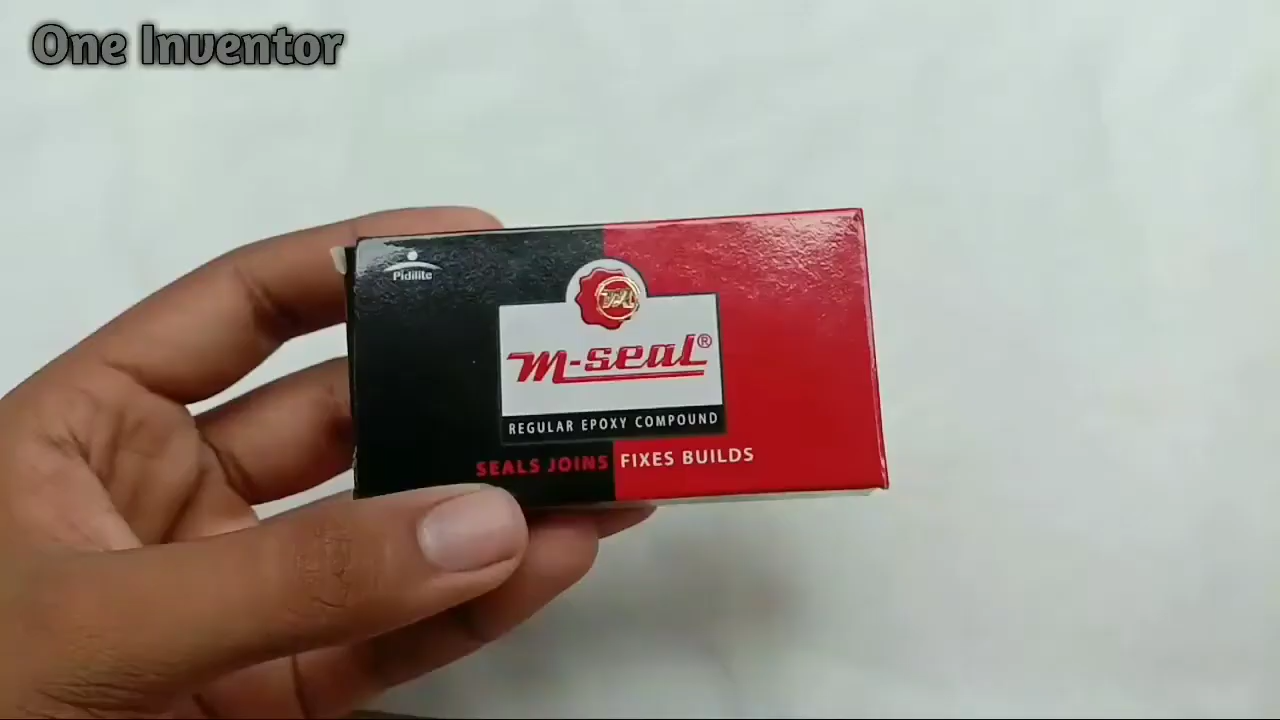 One Inventor
Pidilite
m-seal®
REGULAR EPOXY COMPOUND
SEALS JOINS FIXES BUILDS